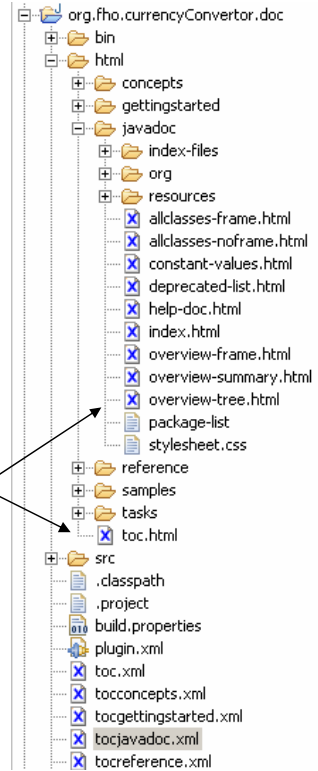 org.fho.currencyConvertor.doc
bin
html
concepts
gettingstarted
javadoc
index-files
org
resources
allclasses-frame.html
allclasses-noframe.html
constant-values.html
deprecated-list.html
help-doc.html
index.html
overview-frame.html
overview-summary.html
overview-tree.html
package-list
stylesheet.css
reference
samples
tasks
toc.html
src
.classpath
.project
build.properties
plugin.xml
toc.xml
tocconcepts.xml
tocgettingstarted.xml
tocjavadoc.xml
tocreference.xml